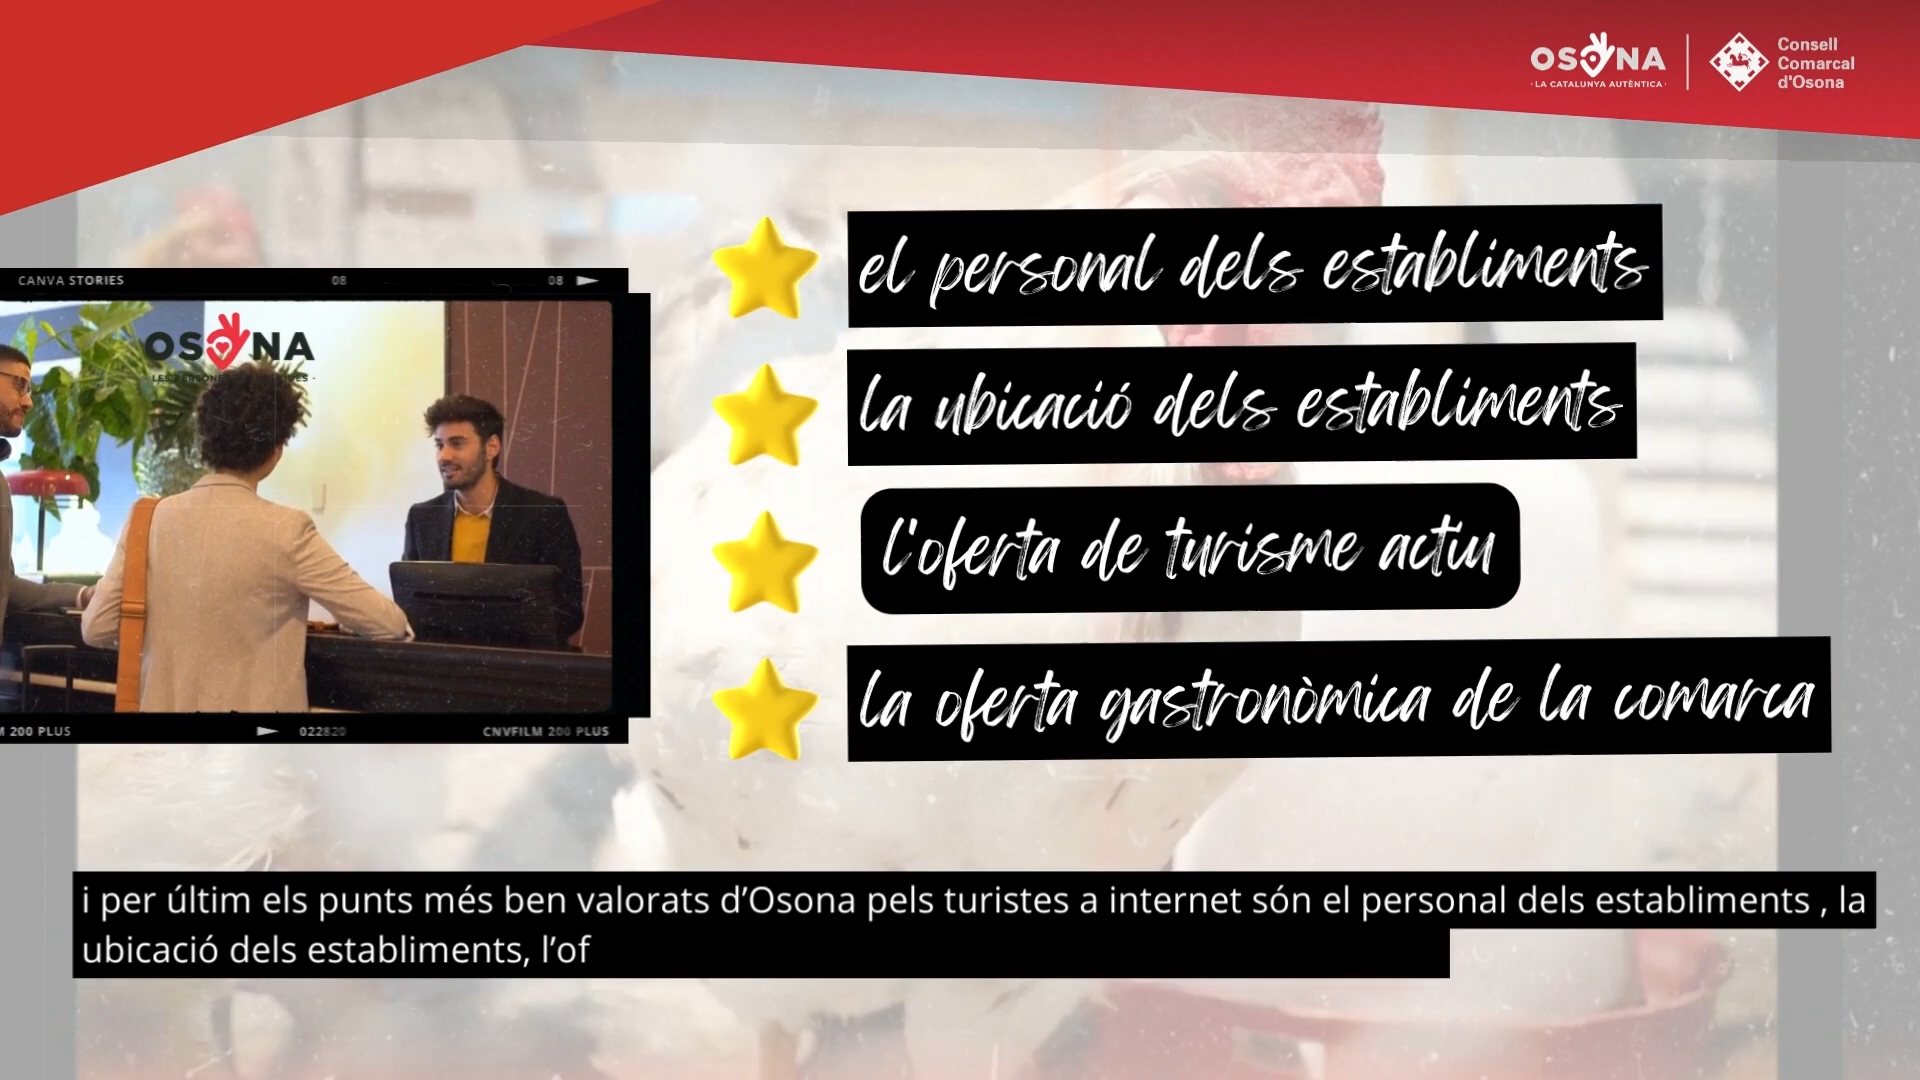 OSONA
· LA CATALUNYA AUTÈNTICA ·
Consell
Comarcal
d'Osona
el personal dels establiments
la ubicació dels establiments
l'oferta de turisme actiu
la oferta gastronòmica de la comarca
CANVA STORIES 08 08
OSONA
200 PLUS 022820 CNVFILM 200 PLUS
i per últim els punts més ben valorats d’Osona pels turistes a internet són el personal dels establiments , la
ubicació dels establiments, l’of